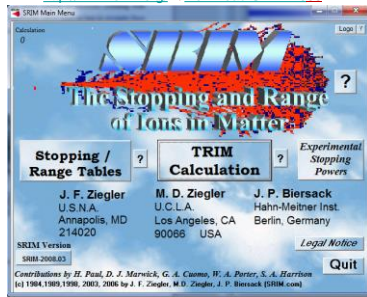 SRIM Main Menu
Calculation
0
Logo ?
SRIM
The Stopping and Range
of Ions in Matter
?
Stopping /
Range Tables
?
TRIM
Calculation
?
Experimental
Stopping
Powers
J. F. Ziegler
U.S.N.A.
Annapolis, MD
214020
M. D. Ziegler
U.C.L.A.
Los Angeles, CA
90066 USA
J. P. Biersack
Hahn-Meitner Inst.
Berlin, Germany
SRIM Version
SRIM-2008.03
Legal Notice
Quit
Contributions by H. Paul, D. J. Marwick, G. A. Cuomo, W. A. Porter, S. A. Harrison
(c) 1984,1989,1998, 2003, 2006 by J. F. Ziegler, M.D. Ziegler, J. P. Biersack (SRIM.com)